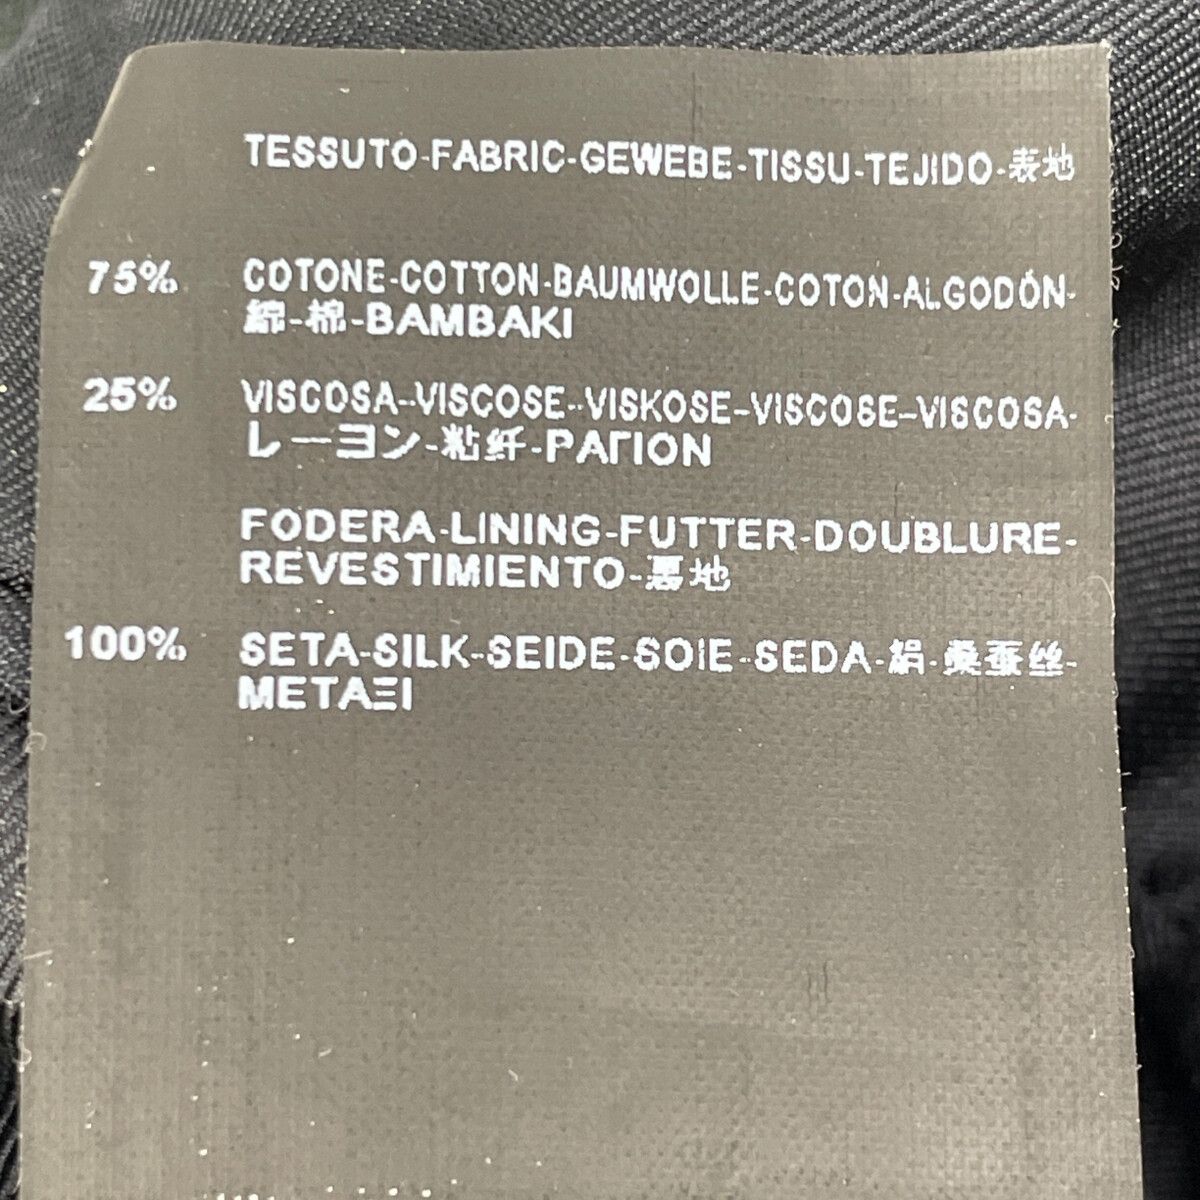 TESSUTO-FABRIC-GEWEBE-TISSU-TEJIDO-表地
75% COTONE-COTTON-BAUMWOLLE-COTON-ALGODÓN-
綿-棉-BAMBAKI
25% VISCOSA-VISCOSE-VISKOSE-VISCOSE-VISCOSA-
レーヨン-粘纤-ΡΑΓΙΟΝ
FODERA-LINING-FUTTER-DOUBLURE-
REVESTIMIENTO-裏地
100% SETA-SILK-SEIDE-SOIE-SEDA-絹-桑蚕丝-
ΜΕΤΑΞΙ